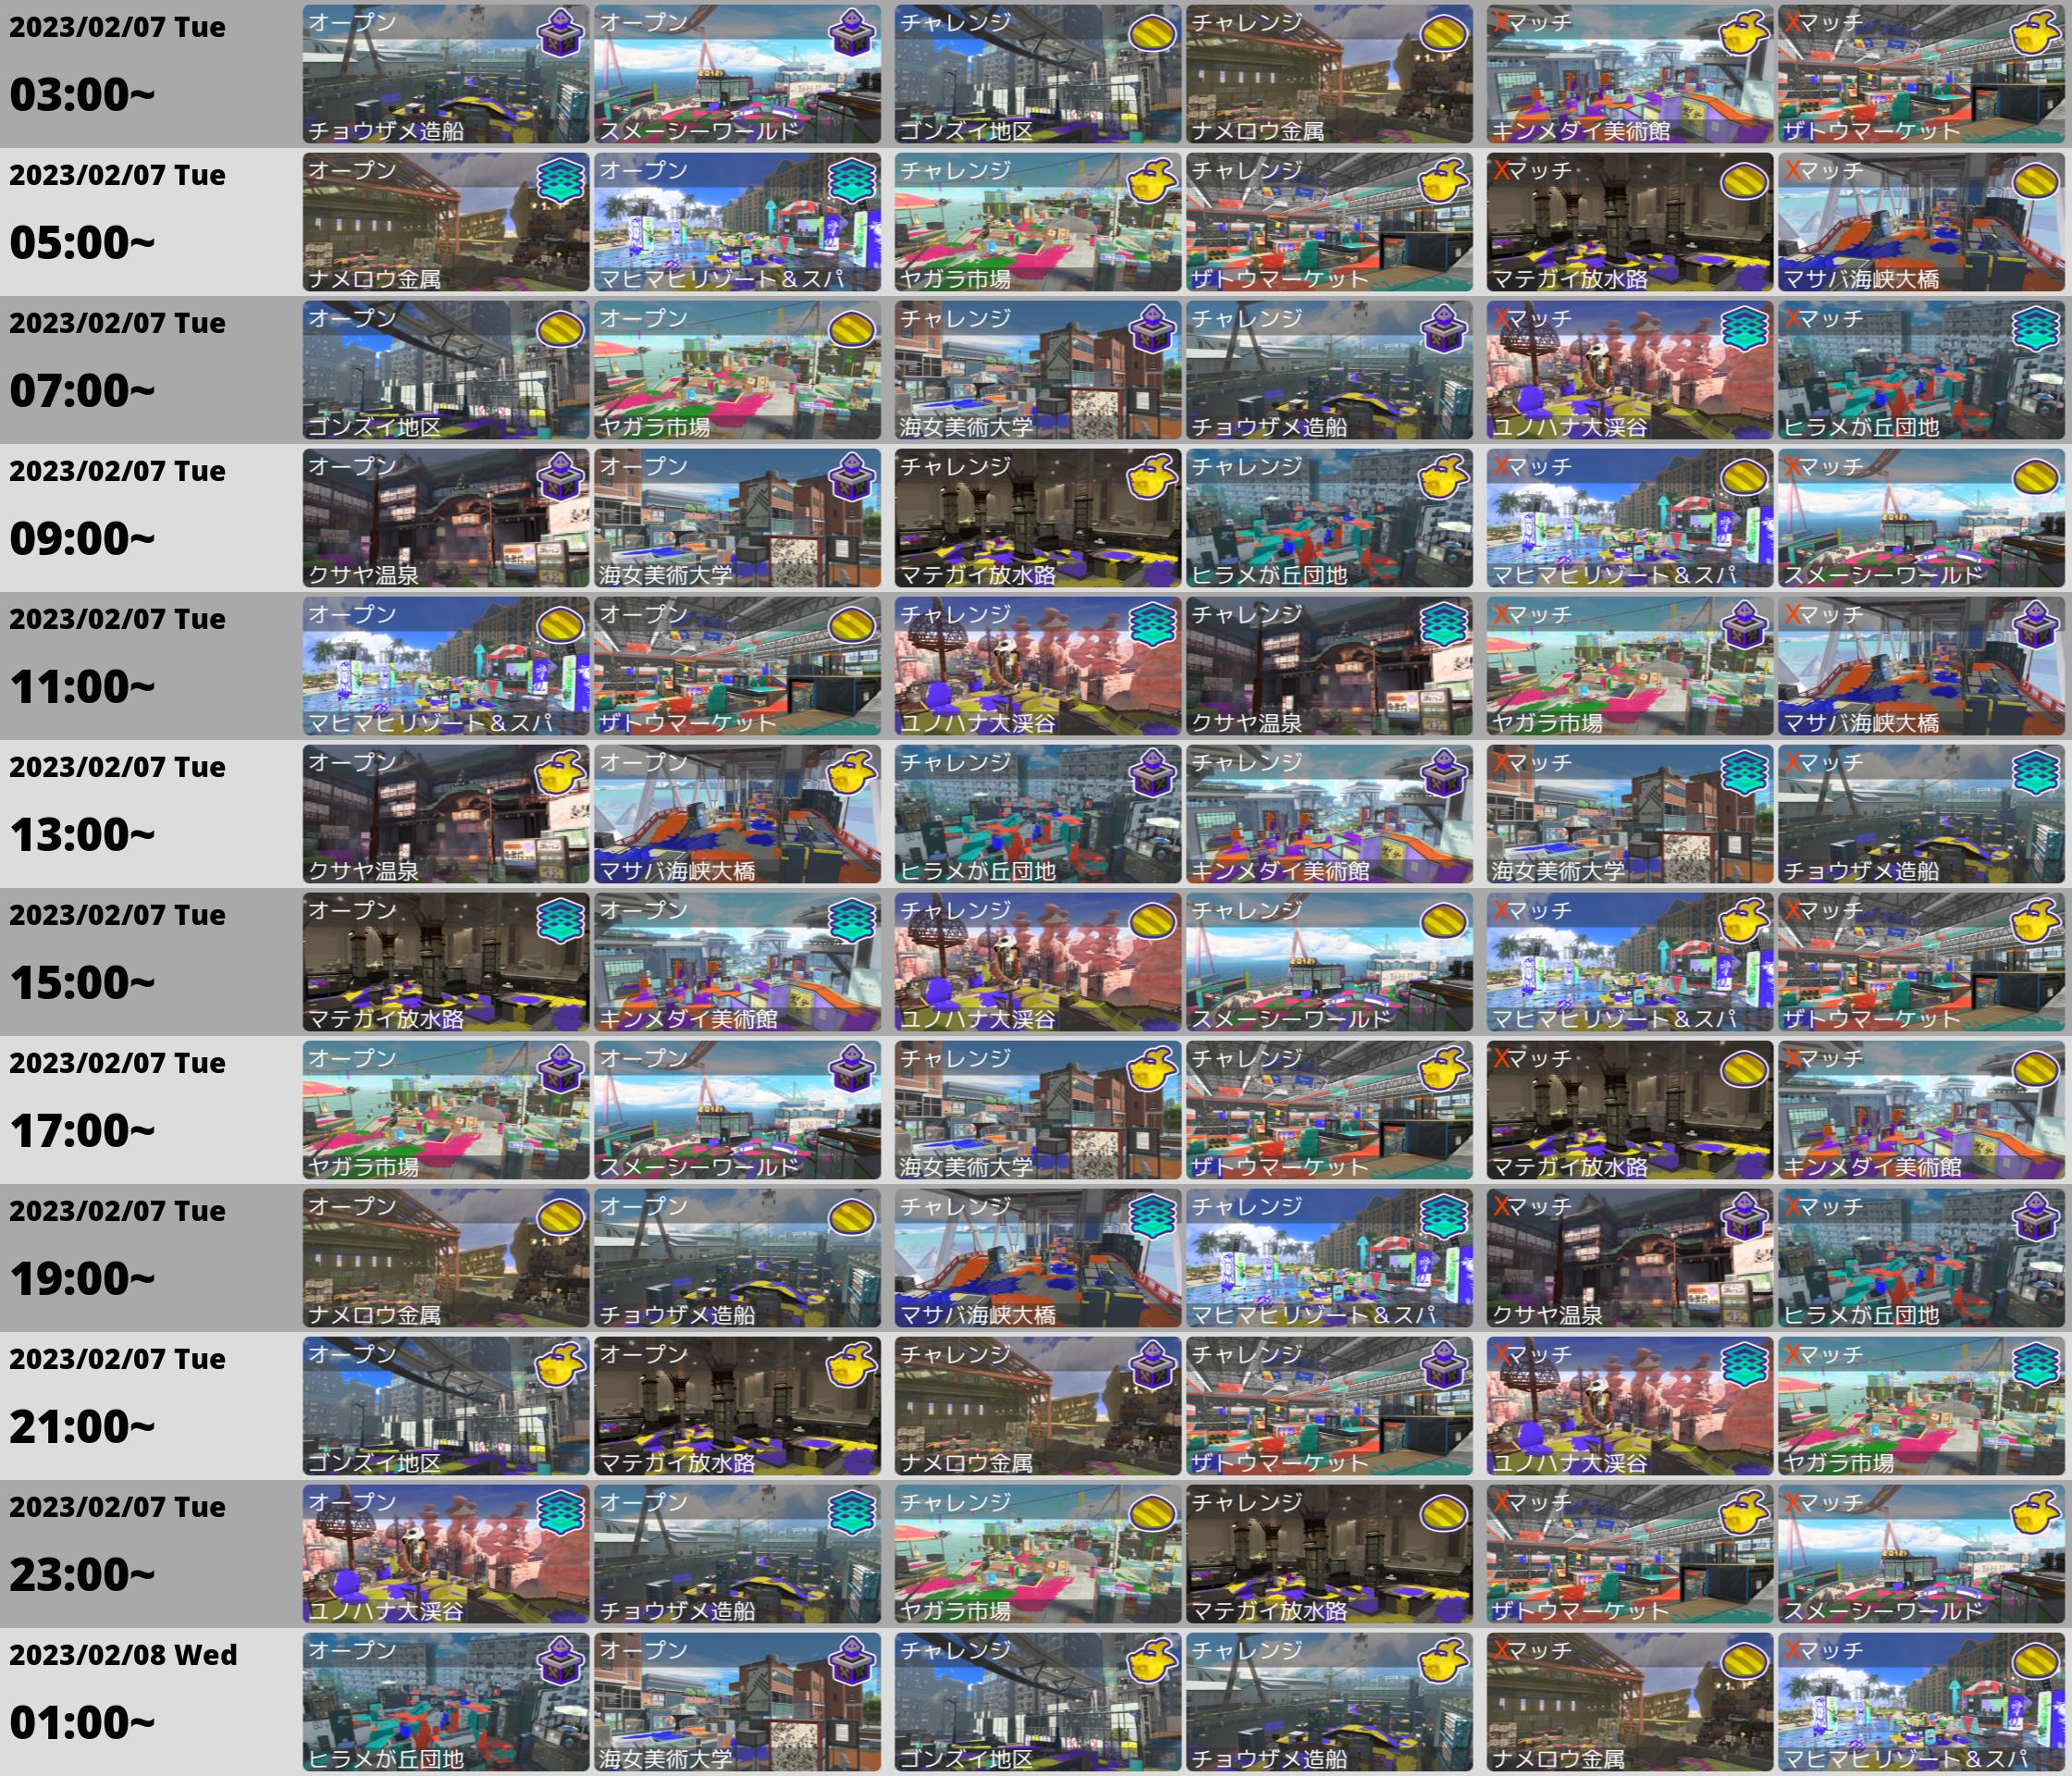 2023/02/07 Tue
03:00~
オープン オープン チャレンジ チャレンジ Xマッチ Xマッチ
チョウザメ造船 スメーシーワールド ゴンズイ地区 ナメロウ金属 キンメダイ美術館 ザトウマーケット
2023/02/07 Tue
05:00~
オープン オープン チャレンジ チャレンジ Xマッチ Xマッチ
ナメロウ金属 マヒマヒリゾート＆スパ ヤガラ市場 ザトウマーケット マテガイ放水路 マサバ海峡大橋
2023/02/07 Tue
07:00~
オープン オープン チャレンジ チャレンジ Xマッチ Xマッチ
ゴンズイ地区 ヤガラ市場 海女美術大学 チョウザメ造船 ユノハナ大渓谷 ヒラメが丘団地
2023/02/07 Tue
09:00~
オープン オープン チャレンジ チャレンジ Xマッチ Xマッチ
クサヤ温泉 海女美術大学 マテガイ放水路 ヒラメが丘団地 マヒマヒリゾート＆スパ スメーシーワールド
2023/02/07 Tue
11:00~
オープン オープン チャレンジ チャレンジ Xマッチ Xマッチ
マヒマヒリゾート＆スパ ザトウマーケット ユノハナ大渓谷 クサヤ温泉 ヤガラ市場 マサバ海峡大橋
2023/02/07 Tue
13:00~
オープン オープン チャレンジ チャレンジ Xマッチ Xマッチ
クサヤ温泉 マサバ海峡大橋 ヒラメが丘団地 キンメダイ美術館 海女美術大学 チョウザメ造船
2023/02/07 Tue
15:00~
オープン オープン チャレンジ チャレンジ Xマッチ Xマッチ
マテガイ放水路 キンメダイ美術館 ユノハナ大渓谷 スメーシーワールド マヒマヒリゾート＆スパ ザトウマーケット
2023/02/07 Tue
17:00~
オープン オープン チャレンジ チャレンジ Xマッチ Xマッチ
ヤガラ市場 スメーシーワールド 海女美術大学 ザトウマーケット マテガイ放水路 キンメダイ美術館
2023/02/07 Tue
19:00~
オープン オープン チャレンジ チャレンジ Xマッチ Xマッチ
ナメロウ金属 チョウザメ造船 マサバ海峡大橋 マヒマヒリゾート＆スパ クサヤ温泉 ヒラメが丘団地
2023/02/07 Tue
21:00~
オープン オープン チャレンジ チャレンジ Xマッチ Xマッチ
ゴンズイ地区 マテガイ放水路 ナメロウ金属 ザトウマーケット ユノハナ大渓谷 ヤガラ市場
2023/02/07 Tue
23:00~
オープン オープン チャレンジ チャレンジ Xマッチ Xマッチ
ユノハナ大渓谷 チョウザメ造船 ヤガラ市場 マテガイ放水路 ザトウマーケット スメーシーワールド
2023/02/08 Wed
01:00~
オープン オープン チャレンジ チャレンジ Xマッチ Xマッチ
ヒラメが丘団地 海女美術大学 ゴンズイ地区 チョウザメ造船 ナメロウ金属 マヒマヒリゾート＆スパ